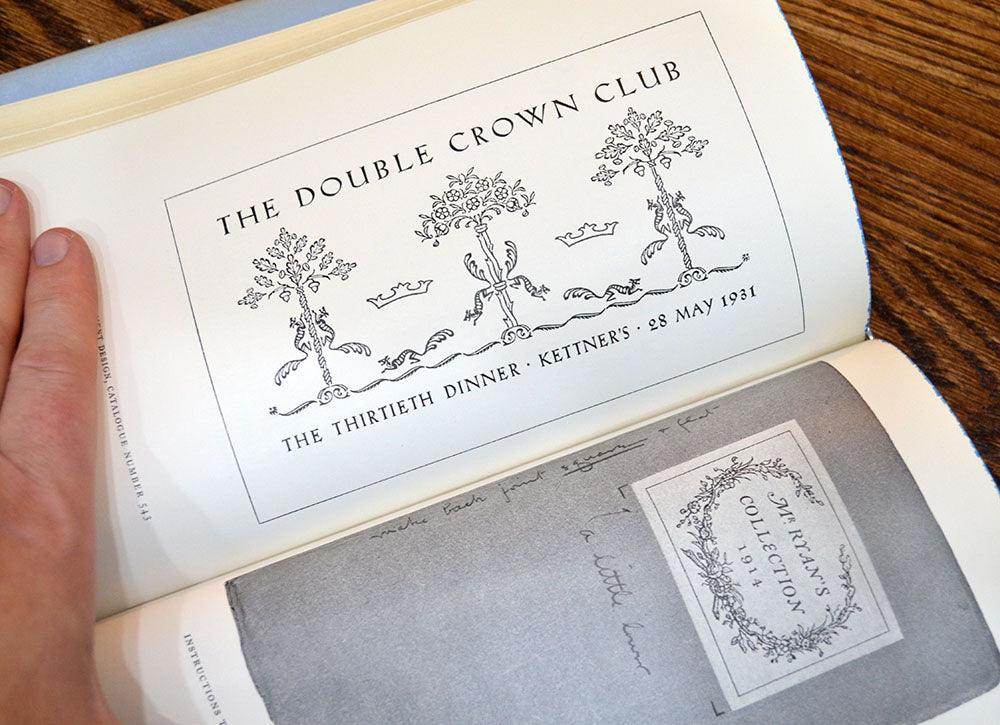 THE DOUBLE CROWN CLUB
THE THIRTIETH DINNER · KETTNER'S · 28 MAY 1931
DESIGN, CATALOGUE NUMBER 543
make back joint square & flat
a little lower
MR RYAN'S
COLLECTION
1914
INSTRUCTIONS